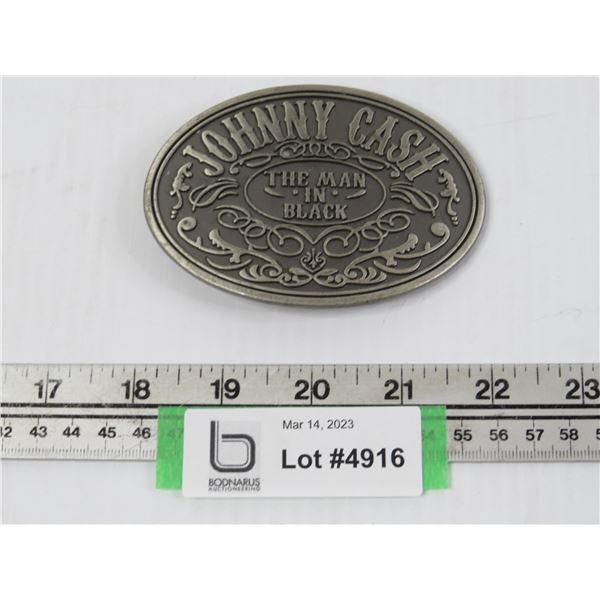 JOHNNY CASH
THE MAN
· IN ·
BLACK
17 18 19 20 21 22 23
43 44 45 46 55 56 57 58
Mar 14, 2023
Lot #4916
BODNARUS
AUCTIONEERING